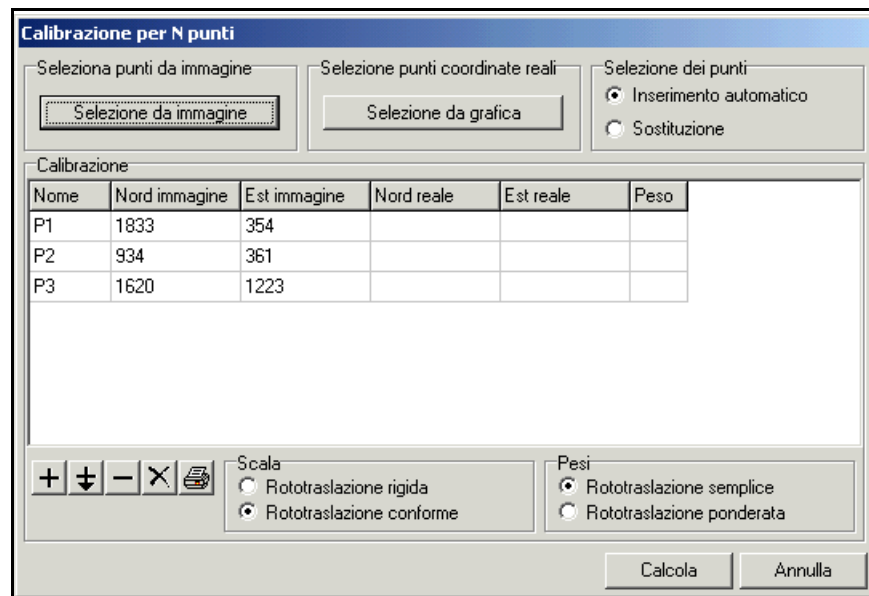 Calibrazione per N punti
Seleziona punti da immagine
Selezione punti coordinate reali
Selezione dei punti
Selezione da immagine
Selezione da grafica
Inserimento automatico
Sostituzione
Calibrazione
Nome Nord immagine Est immagine Nord reale Est reale Peso
P1 1833 354
P2 934 361
P3 1620 1223
Scala
Rototraslazione rigida
Rototraslazione conforme
Pesi
Rototraslazione semplice
Rototraslazione ponderata
Calcola
Annulla